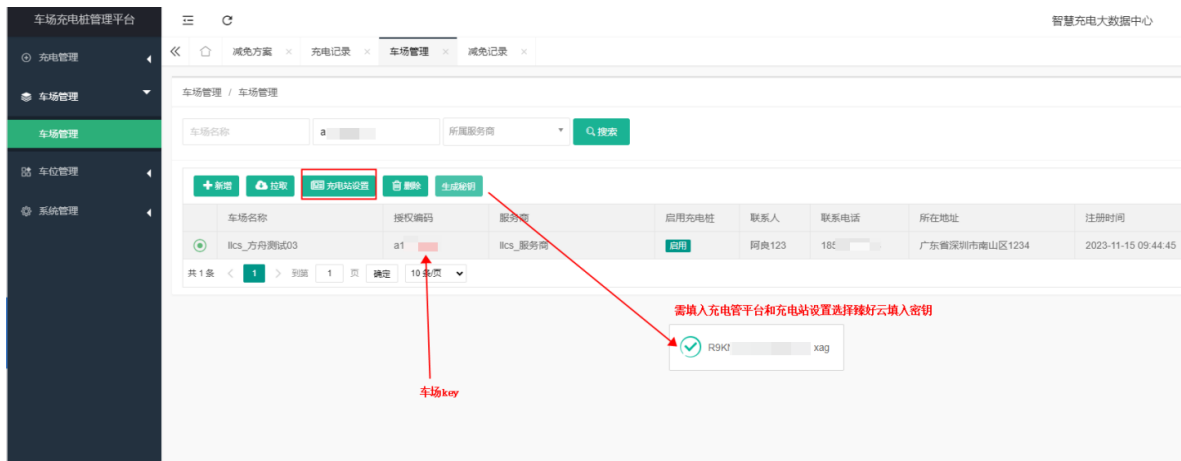 车场充电桩管理平台
智慧充电大数据中心
充电管理
减免方案 × 充电记录 × 车场管理 × 减免记录 ×
车场管理
车场管理 / 车场管理
车场管理
车场名称 a 所属服务商 搜索
车位管理
新增 拉取 充电站设置 删除 生成秘钥
系统管理
车场名称 授权编码 服务商 启用充电桩 联系人 联系电话 所在地址 注册时间
llcs_方舟测试03 a1 llcs_服务商 启用 阿良123 185 广东省深圳市南山区1234 2023-11-15 09:44:45
共 1 条 < 1 > 到第 1 页 确定 10 条/页
需填入充电管平台和充电站设置选择臻好云填入密钥
R9KM xag
车场key